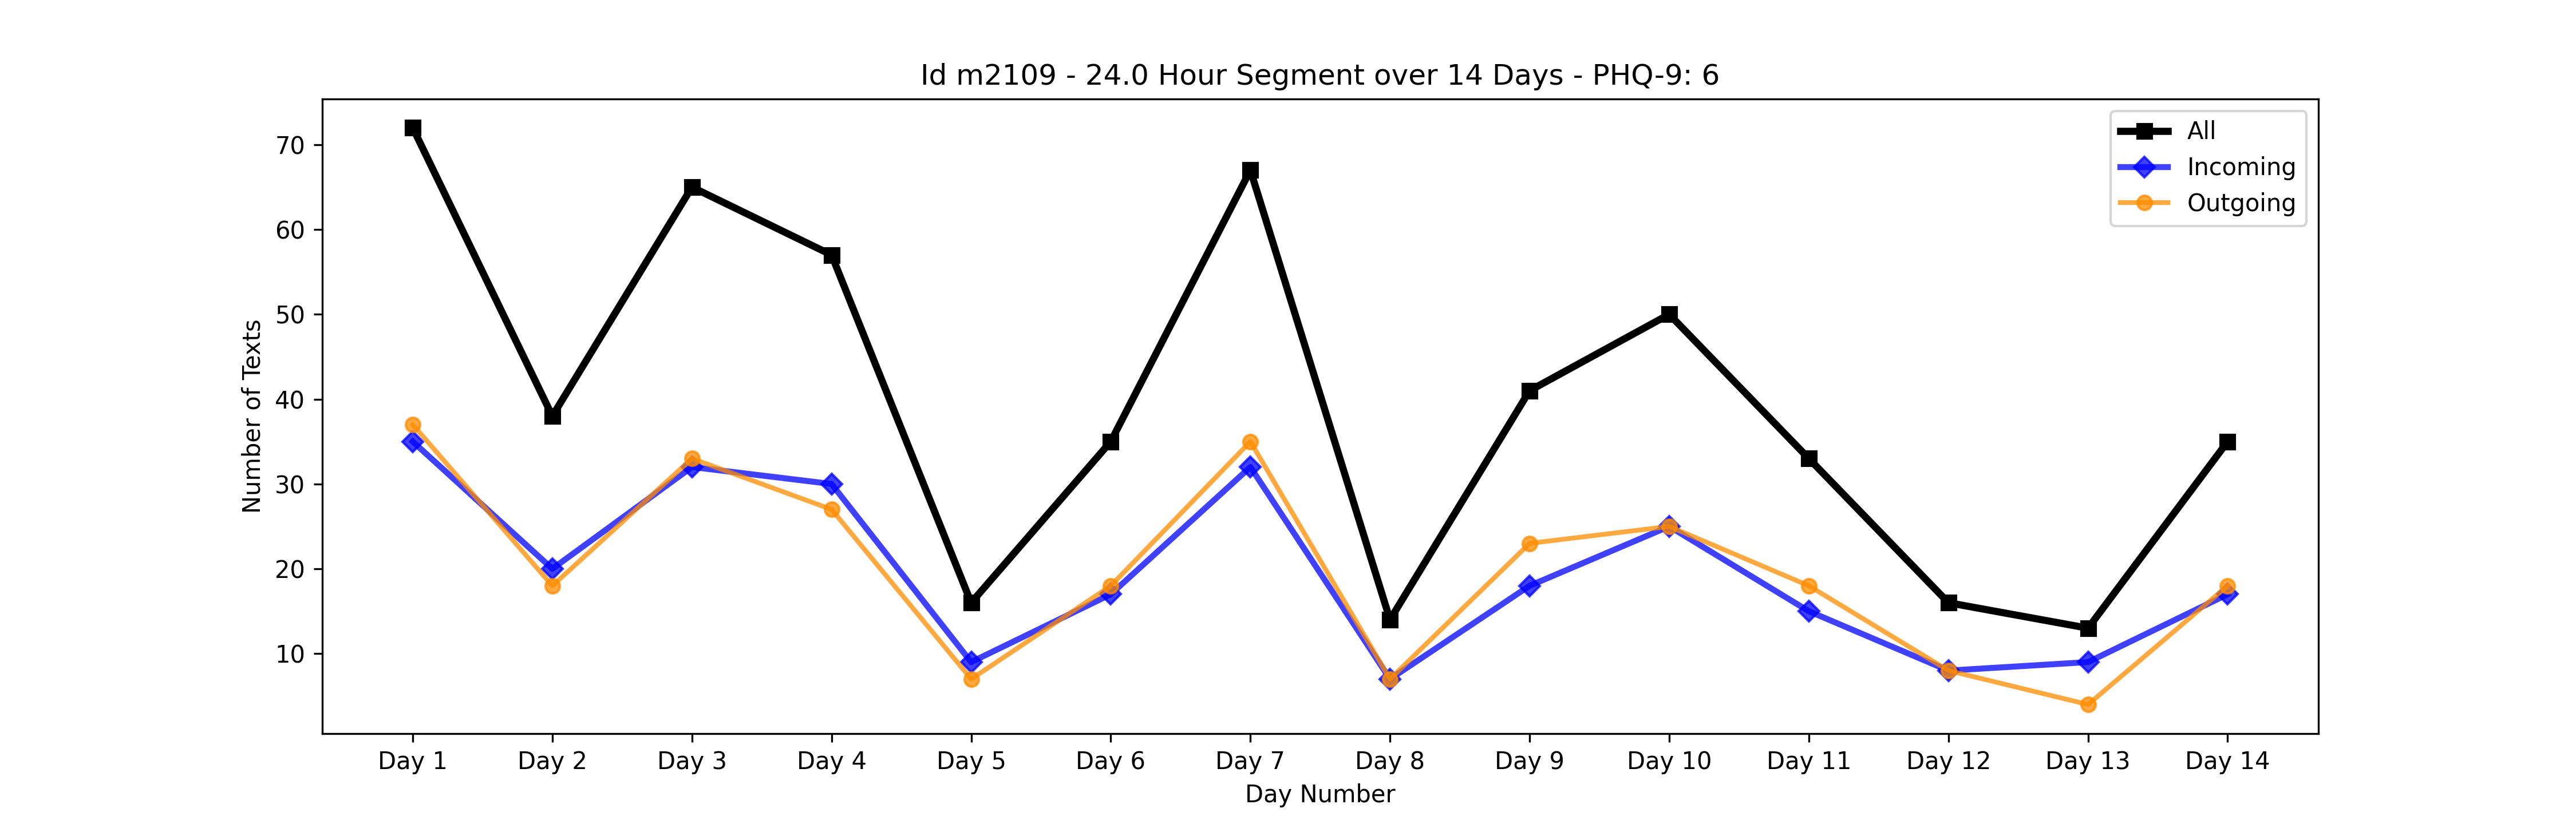 Id m2109 - 24.0 Hour Segment over 14 Days - PHQ-9: 6
All
Incoming
Outgoing
70
60
50
40
30
20
10
Number of Texts
Day 1 Day 2 Day 3 Day 4 Day 5 Day 6 Day 7 Day 8 Day 9 Day 10 Day 11 Day 12 Day 13 Day 14
Day Number